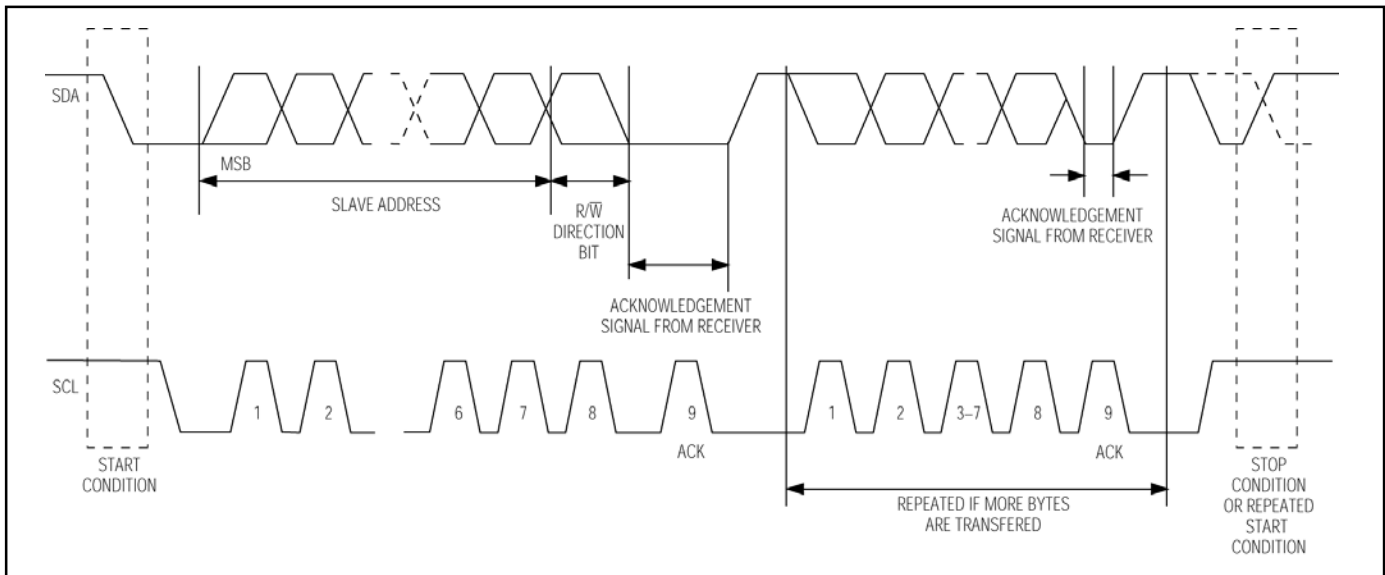 SDA
MSB
SLAVE ADDRESS
R/W̅
DIRECTION
BIT
ACKNOWLEDGEMENT
SIGNAL FROM RECEIVER
ACKNOWLEDGEMENT
SIGNAL FROM RECEIVER
SCL
1 2 6 7 8 9 1 2 3–7 8 9
ACK ACK
START
CONDITION
REPEATED IF MORE BYTES
ARE TRANSFERED
STOP
CONDITION
OR REPEATED
START
CONDITION